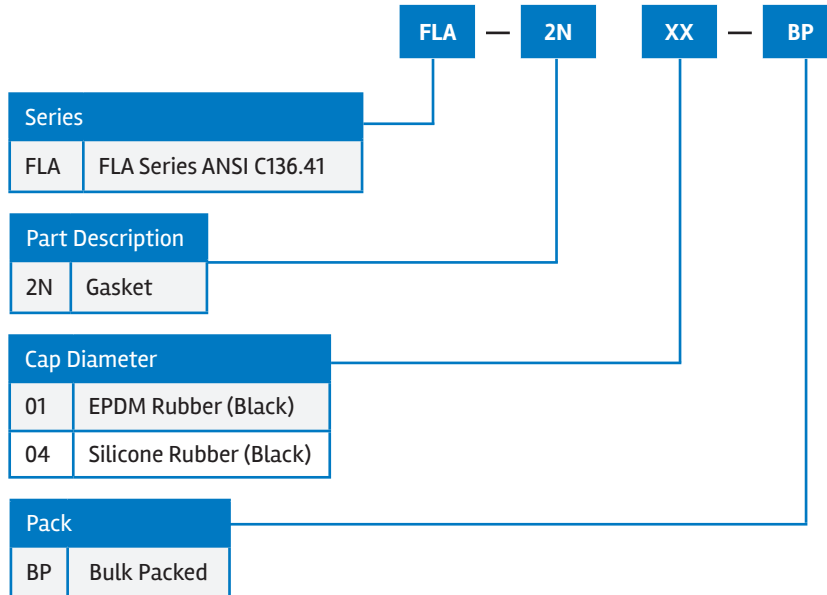 FLA — 2N XX — BP
Series
FLA FLA Series ANSI C136.41
Part Description
2N Gasket
Cap Diameter
01 EPDM Rubber (Black)
04 Silicone Rubber (Black)
Pack
BP Bulk Packed